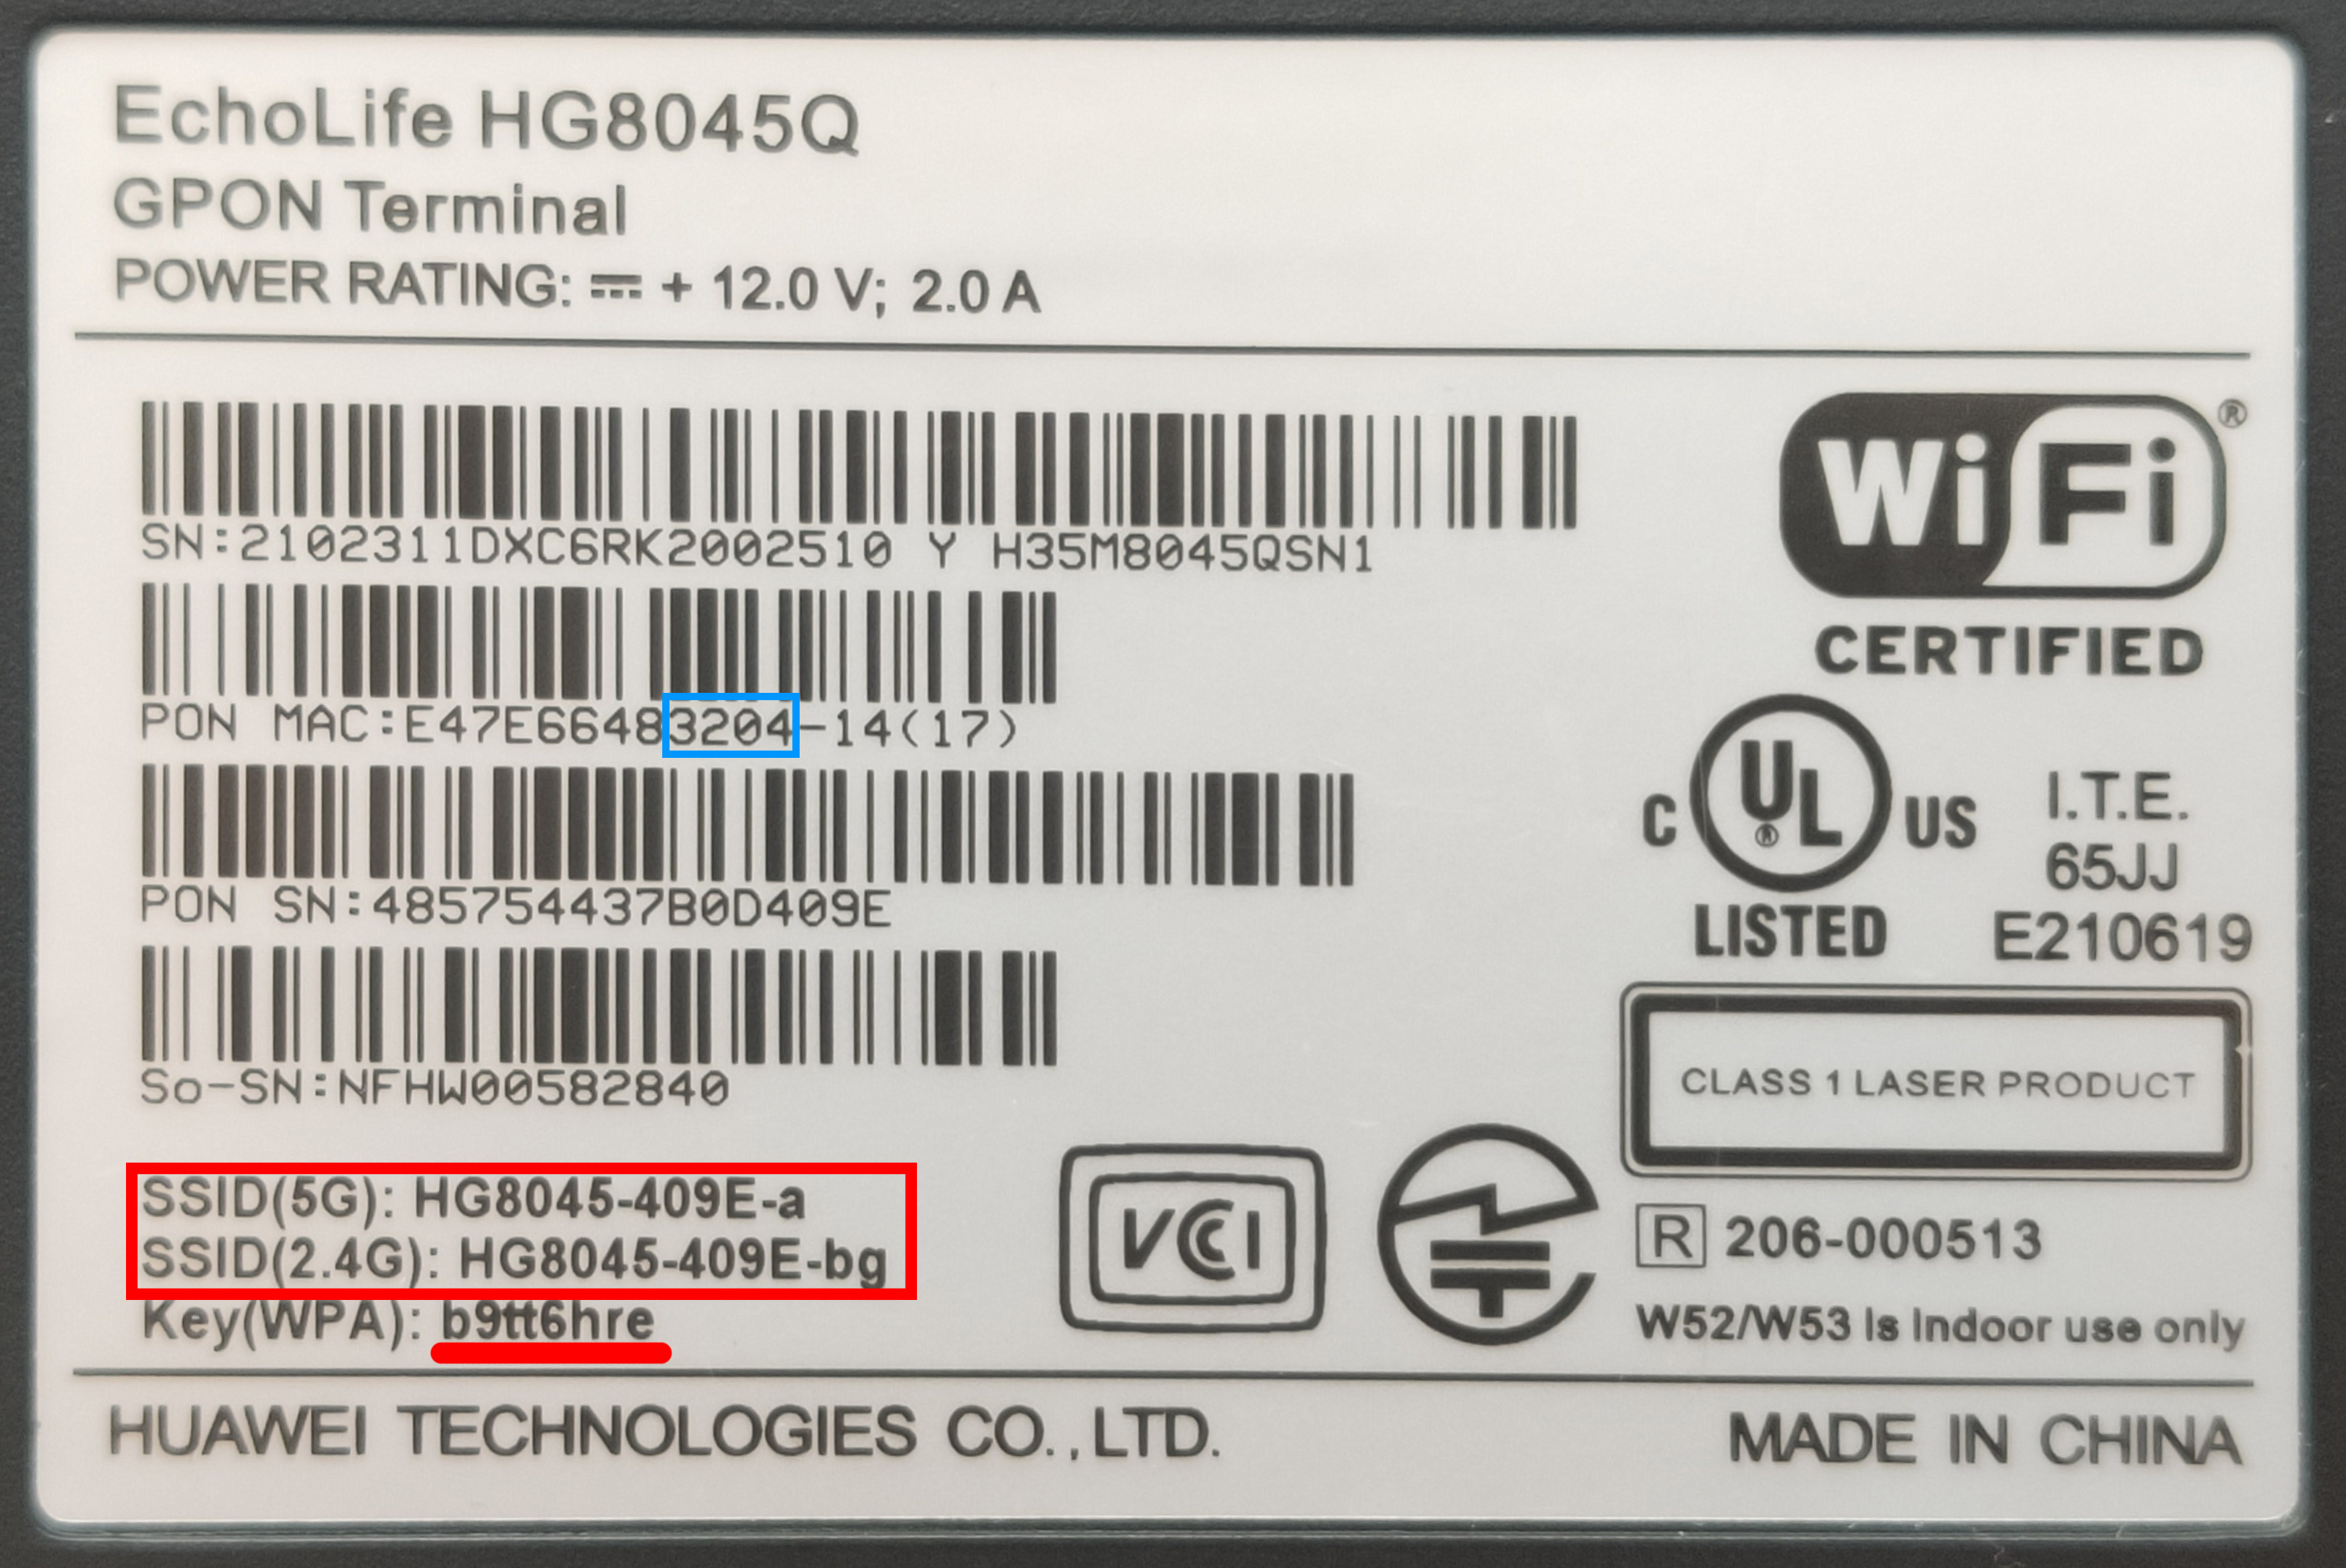 EchoLife HG8045Q
GPON Terminal
POWER RATING: ⎓ + 12.0 V; 2.0 A
SN:2102311DXC6RK2002510 Y H35M8045QSN1
PON MAC:E47E66483204-14(17)
PON SN:485754437B0D409E
So-SN:NFHW00582840
SSID(5G): HG8045-409E-a
SSID(2.4G): HG8045-409E-bg
Key(WPA): b9tt6hre
WiFi®
CERTIFIED
C UL® US
LISTED
I.T.E.
65JJ
E210619
CLASS 1 LASER PRODUCT
VCCI
R 206-000513
W52/W53 Is Indoor use only
HUAWEI TECHNOLOGIES CO.,LTD.
MADE IN CHINA